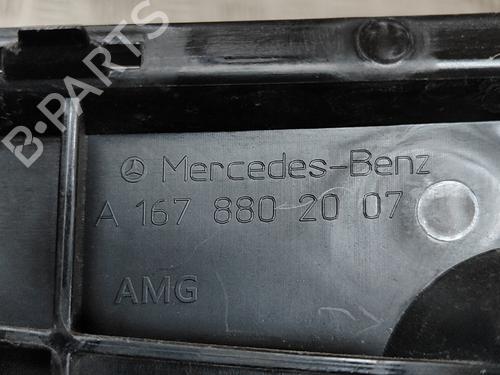 Mercedes-Benz
A 167 880 20 07
AMG
B-PARTS